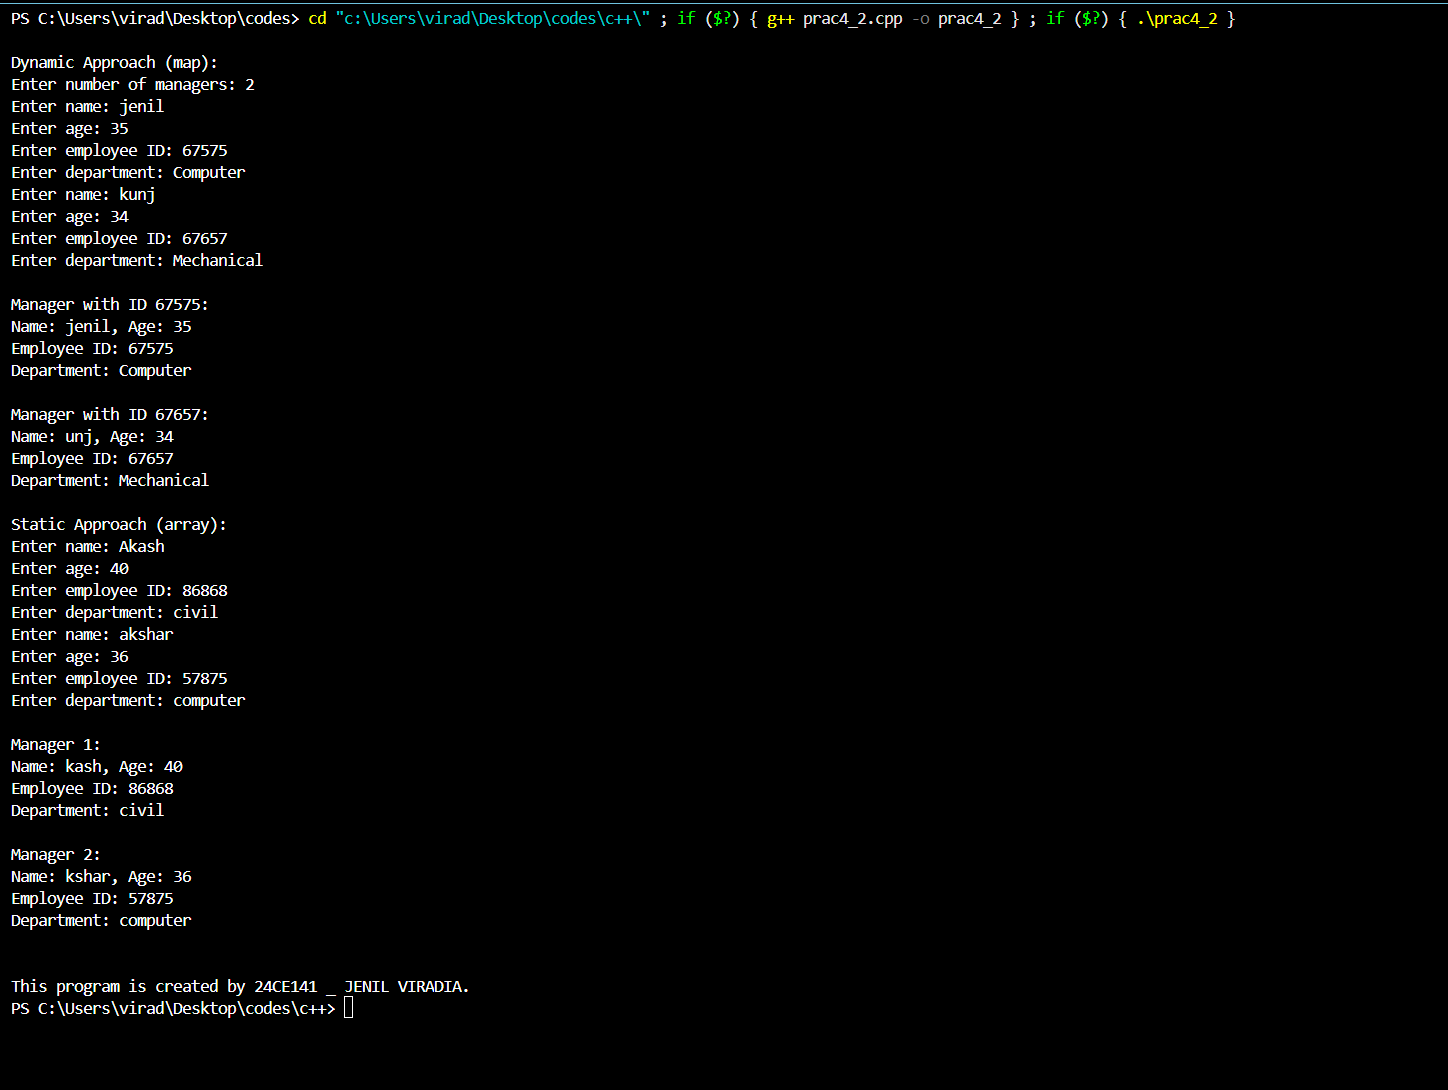 PS C:\Users\virad\Desktop\codes> cd "c:\Users\virad\Desktop\codes\c++\" ; if ($?) { g++ prac4_2.cpp -o prac4_2 } ; if ($?) { .\prac4_2 }
Dynamic Approach (map):
Enter number of managers: 2
Enter name: jenil
Enter age: 35
Enter employee ID: 67575
Enter department: Computer
Enter name: kunj
Enter age: 34
Enter employee ID: 67657
Enter department: Mechanical
Manager with ID 67575:
Name: jenil, Age: 35
Employee ID: 67575
Department: Computer
Manager with ID 67657:
Name: unj, Age: 34
Employee ID: 67657
Department: Mechanical
Static Approach (array):
Enter name: Akash
Enter age: 40
Enter employee ID: 86868
Enter department: civil
Enter name: akshar
Enter age: 36
Enter employee ID: 57875
Enter department: computer
Manager 1:
Name: kash, Age: 40
Employee ID: 86868
Department: civil
Manager 2:
Name: kshar, Age: 36
Employee ID: 57875
Department: computer
This program is created by 24CE141 _ JENIL VIRADIA.
PS C:\Users\virad\Desktop\codes\c++>